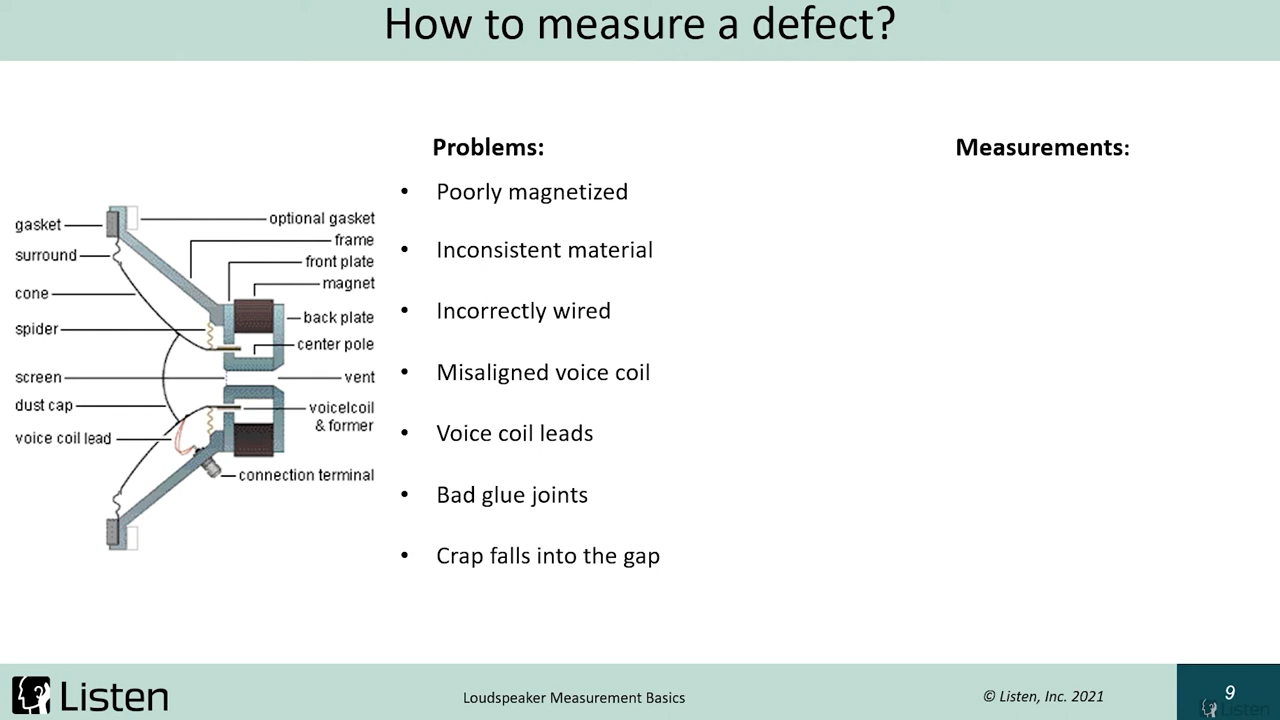 How to measure a defect?
gasket
surround
cone
spider
screen
dust cap
voice coil lead
optional gasket
frame
front plate
magnet
back plate
center pole
vent
voicelcoil
& former
connection terminal
Problems:
• Poorly magnetized
• Inconsistent material
• Incorrectly wired
• Misaligned voice coil
• Voice coil leads
• Bad glue joints
• Crap falls into the gap
Measurements:
Listen
Loudspeaker Measurement Basics
© Listen, Inc. 2021
9
Listen